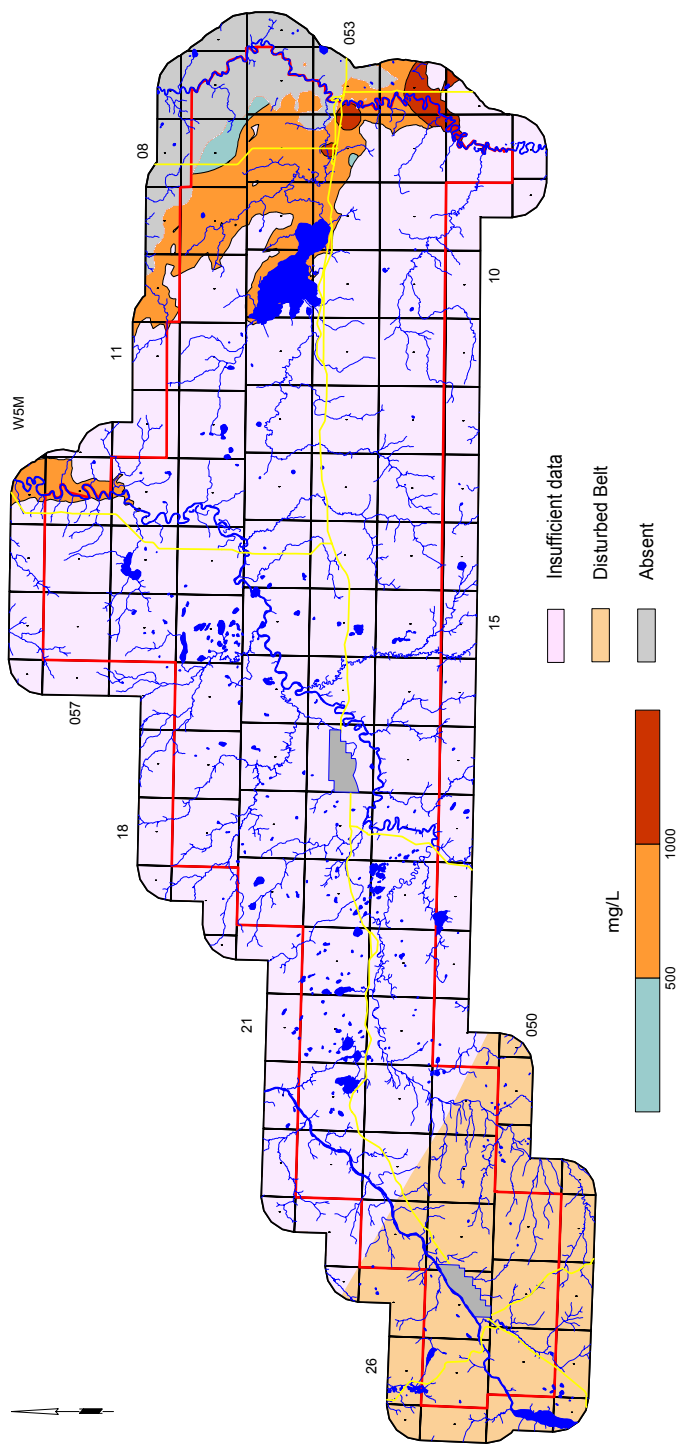 W5M
08
053
11
057
18
10
21
15
26
050
Insufficient data
Disturbed Belt
Absent
mg/L
500
1000